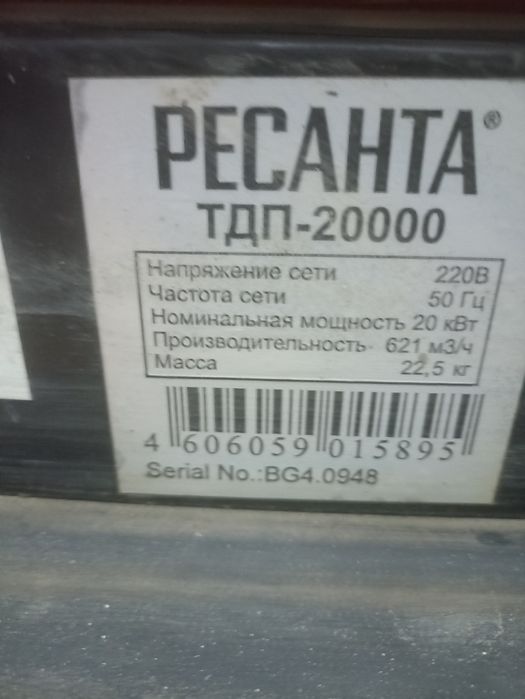 РЕСАНТА®
ТДП-20000
Напряжение сети 220В
Частота сети 50 Гц
Номинальная мощность 20 кВт
Производительность 621 м3/ч
Масса 22,5 кг
4 606059 015895
Serial No.:BG4.0948